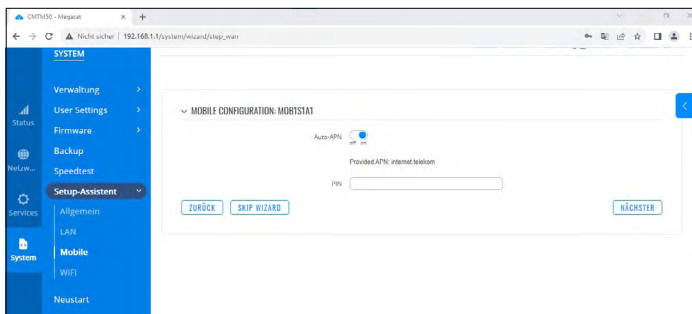 CMTM50 - Megasat
Nicht sicher | 192.168.1.1/system/wizard/step_wan
SYSTEM
Verwaltung
User Settings
Firmware
Backup
Speedtest
Setup-Assistent
Allgemein
LAN
Mobile
WIFI
Neustart
Status
Netzw...
Services
System
MOBILE CONFIGURATION: MOB1S1A1
Auto-APN
off on
Provided APN: internet.telekom
PIN
ZURÜCK
SKIP WIZARD
NÄCHSTER